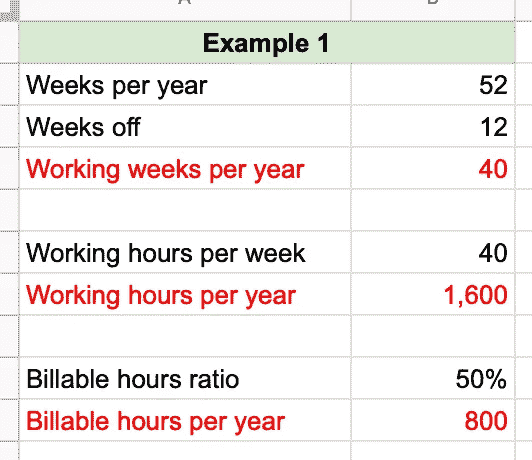 Example 1
Weeks per year 52
Weeks off 12
Working weeks per year 40
Working hours per week 40
Working hours per year 1,600
Billable hours ratio 50%
Billable hours per year 800